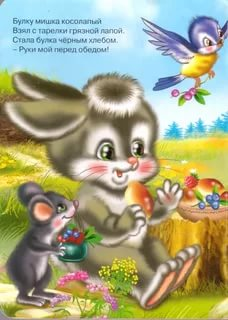 Булку мишка косолапый
Взял с тарелки грязной лапой.
Стала булка чёрным хлебом.
– Руки мой перед обедом!